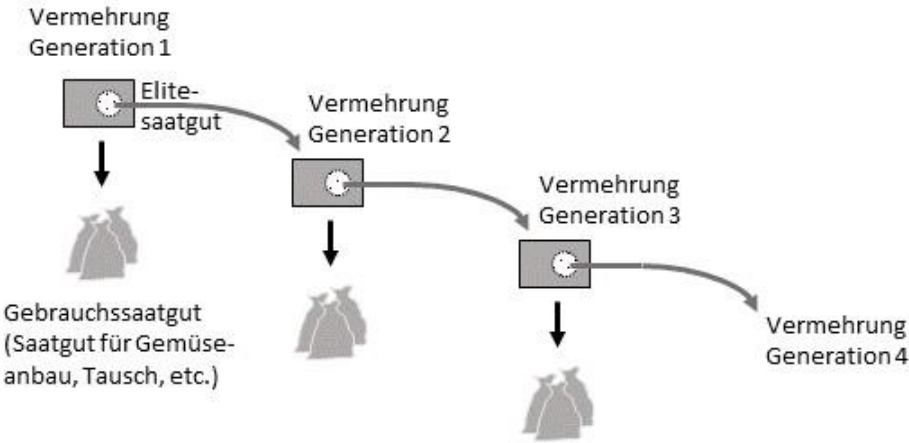 Vermehrung
Generation 1
Elite-
saatgut
Vermehrung
Generation 2
Vermehrung
Generation 3
Gebrauchssaatgut
(Saatgut für Gemüse-
anbau, Tausch, etc.)
Vermehrung
Generation 4